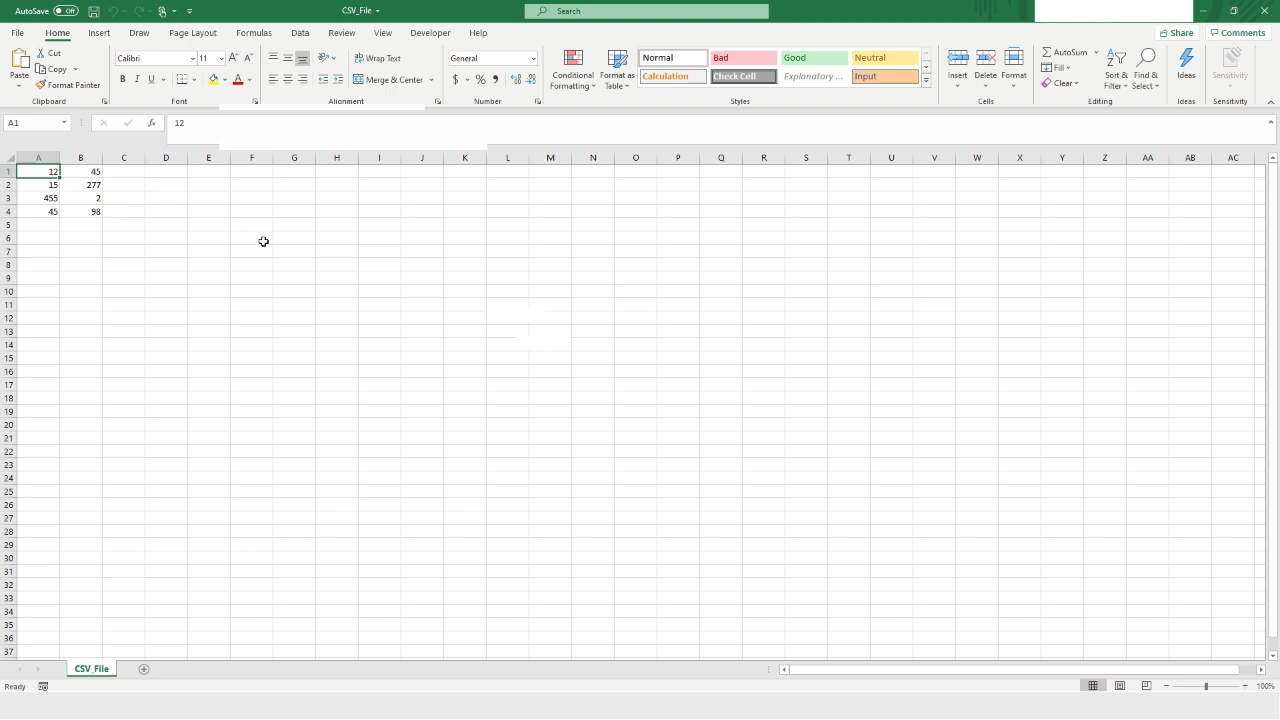 AutoSave Off CSV_File Search
File Home Insert Draw Page Layout Formulas Data Review View Developer Help Share Comments
Paste Cut Copy Format Painter Clipboard
Calibri 11 A A B I U A Font
Wrap Text Merge & Center Alignment
General $ % Number
Conditional Formatting Format as Table
Normal Bad Good Neutral
Calculation Check Cell Explanatory ... Input
Styles
Insert Delete Format Cells
AutoSum Fill Clear Sort & Filter Find & Select Editing
Ideas Ideas
Sensitivity Sensitivity
A1 fx 12
A B C D E F G H I J K L M N O P Q R S T U V W X Y Z AA AB AC
1 12 45
2 15 277
3 455 2
4 45 98
5
6
7
8
9
10
11
12
13
14
15
16
17
18
19
20
21
22
23
24
25
26
27
28
29
30
31
32
33
34
35
36
37
CSV_File
Ready 100%